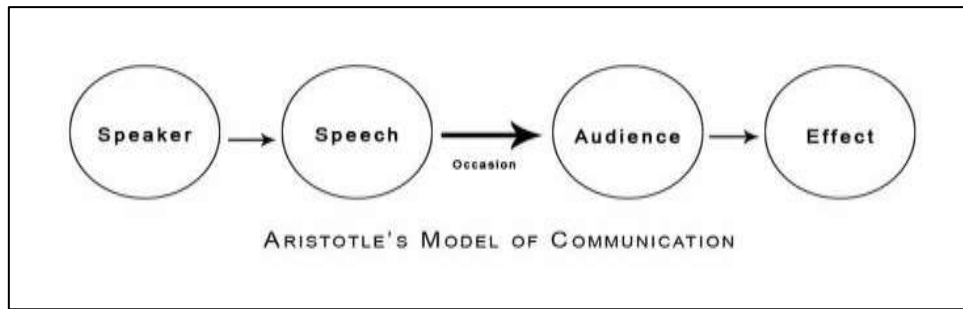 Speaker
Speech
Occasion
Audience
Effect
ARISTOTLE'S MODEL OF COMMUNICATION